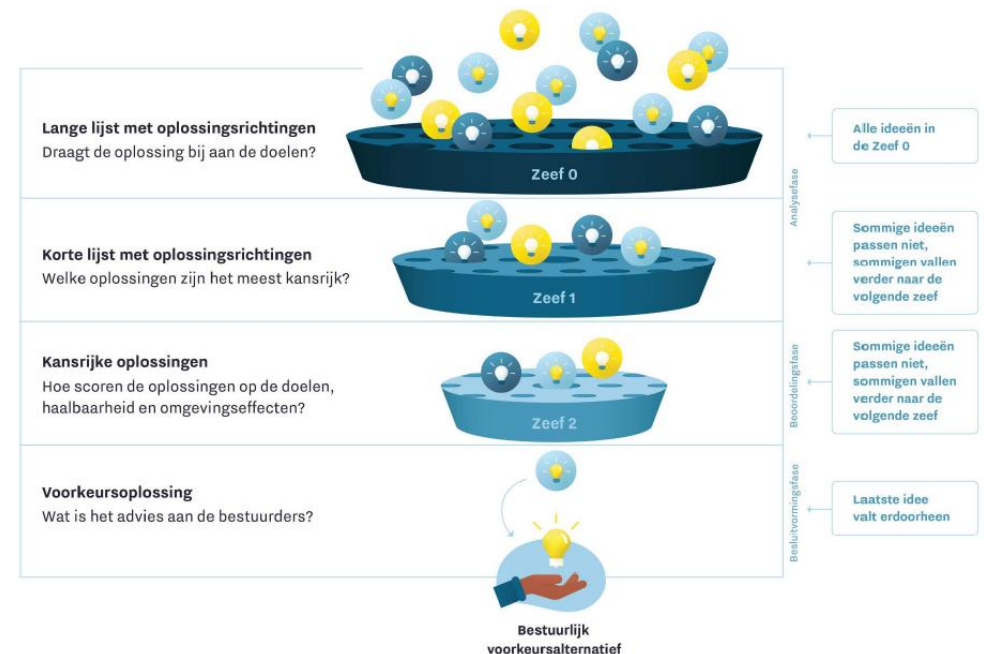 Lange lijst met oplossingsrichtingen
Draagt de oplossing bij aan de doelen?
Zeef 0
Alle ideeën in
de Zeef 0
Analysefase
Korte lijst met oplossingsrichtingen
Welke oplossingen zijn het meest kansrijk?
Zeef 1
Sommige ideeën
passen niet,
sommigen vallen
verder naar de
volgende zeef
Kansrijke oplossingen
Hoe scoren de oplossingen op de doelen,
haalbaarheid en omgevingseffecten?
Zeef 2
Beoordelingsfase
Sommige ideeën
passen niet,
sommigen vallen
verder naar de
volgende zeef
Voorkeursoplossing
Wat is het advies aan de bestuurders?
Besluitvormingsfase
Laatste idee
valt erdoorheen
Bestuurlijk
voorkeursalternatief